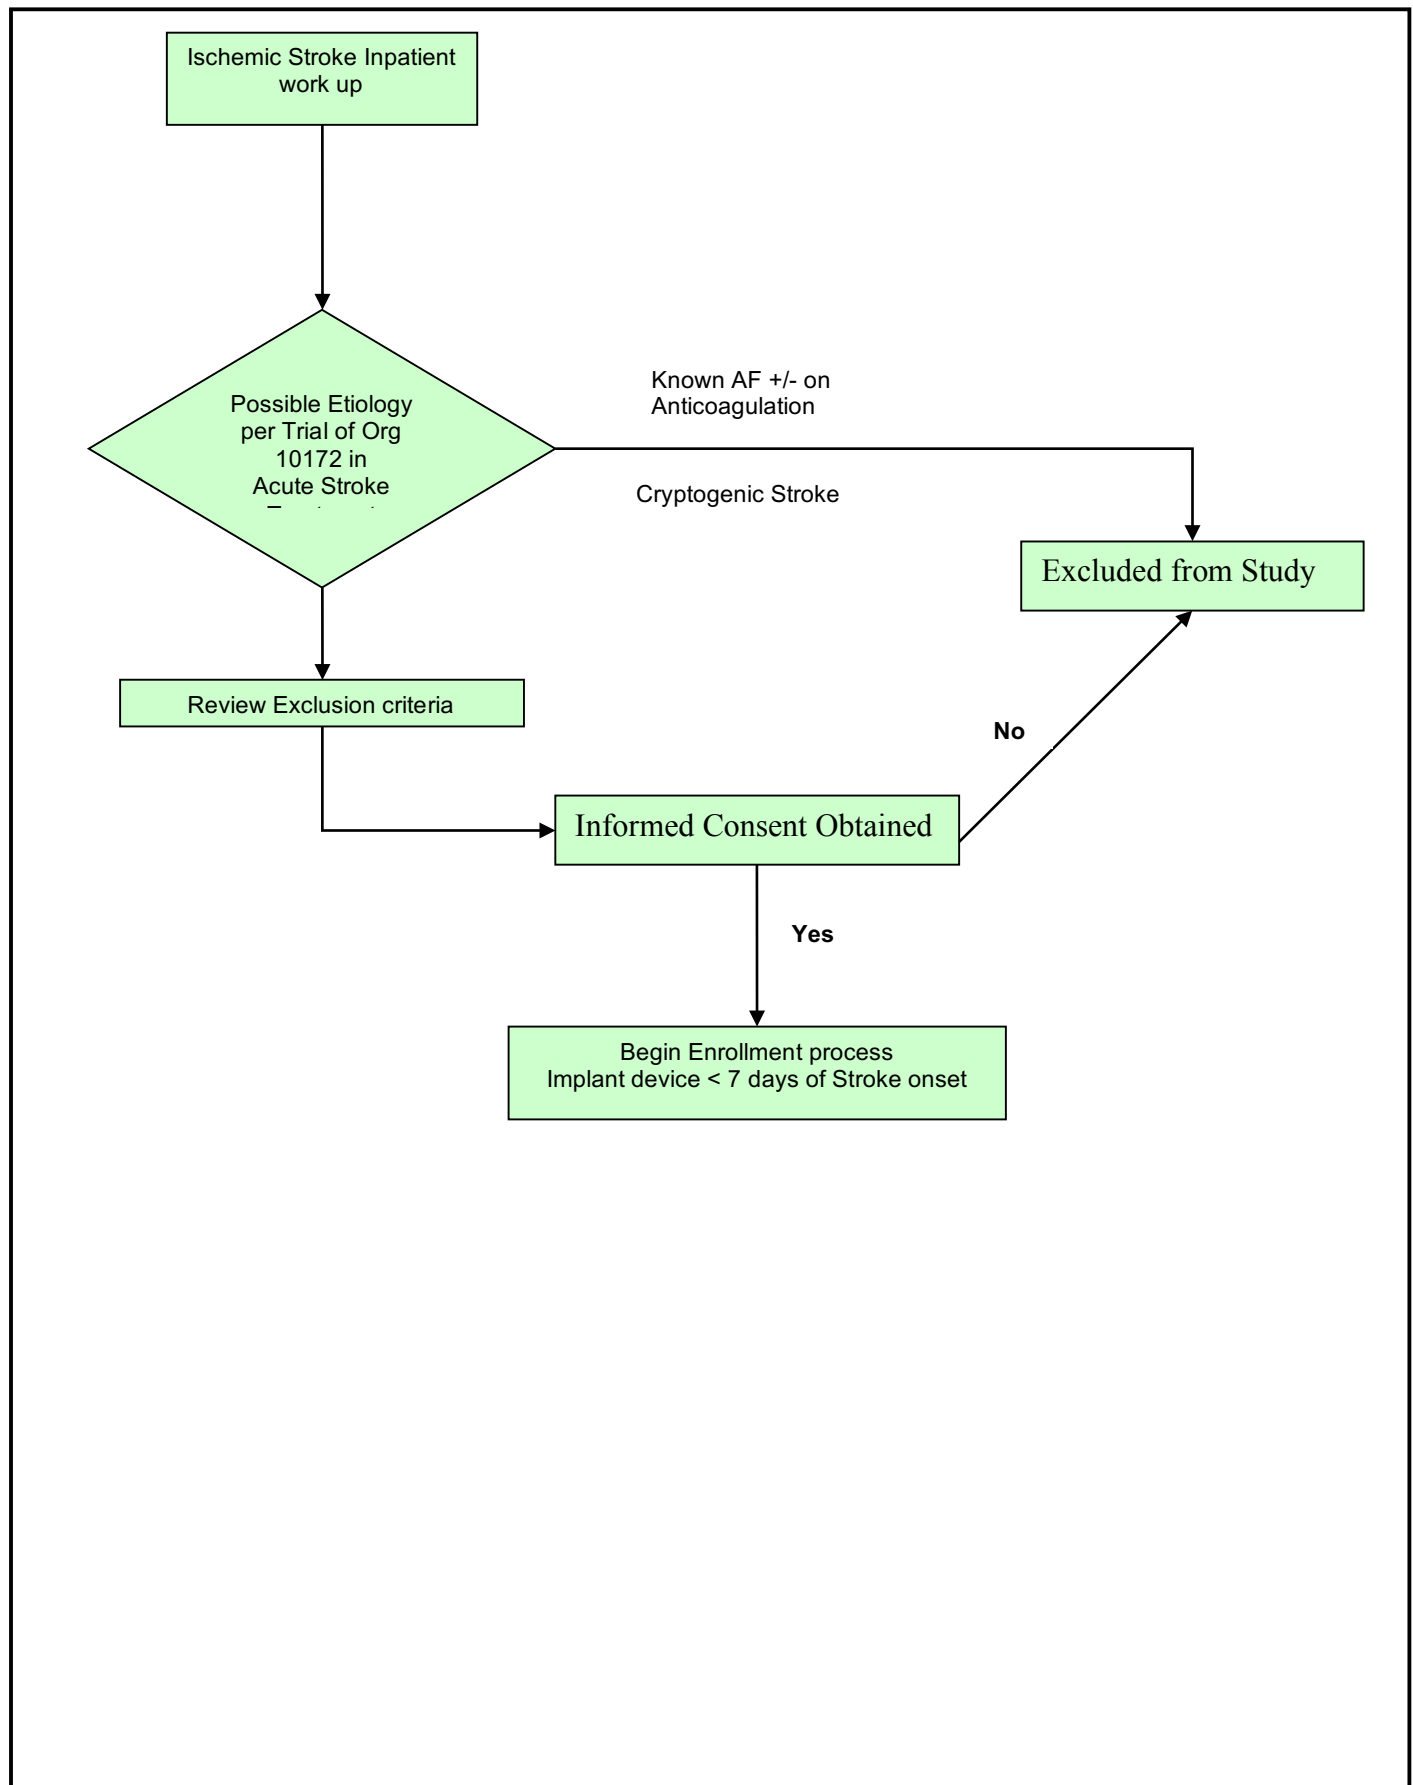 Ischemic Stroke Inpatient
work up
Known AF +/- on
Anticoagulation
Possible Etiology
per Trial of Org
10172 in
Acute Stroke
Cryptogenic Stroke
Excluded from Study
Review Exclusion criteria
No
Informed Consent Obtained
Yes
Begin Enrollment process
Implant device < 7 days of Stroke onset